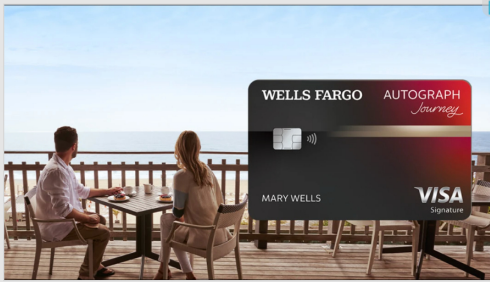 WELLS FARGO
AUTOGRAPH
Journey
MARY WELLS
VISA
Signature